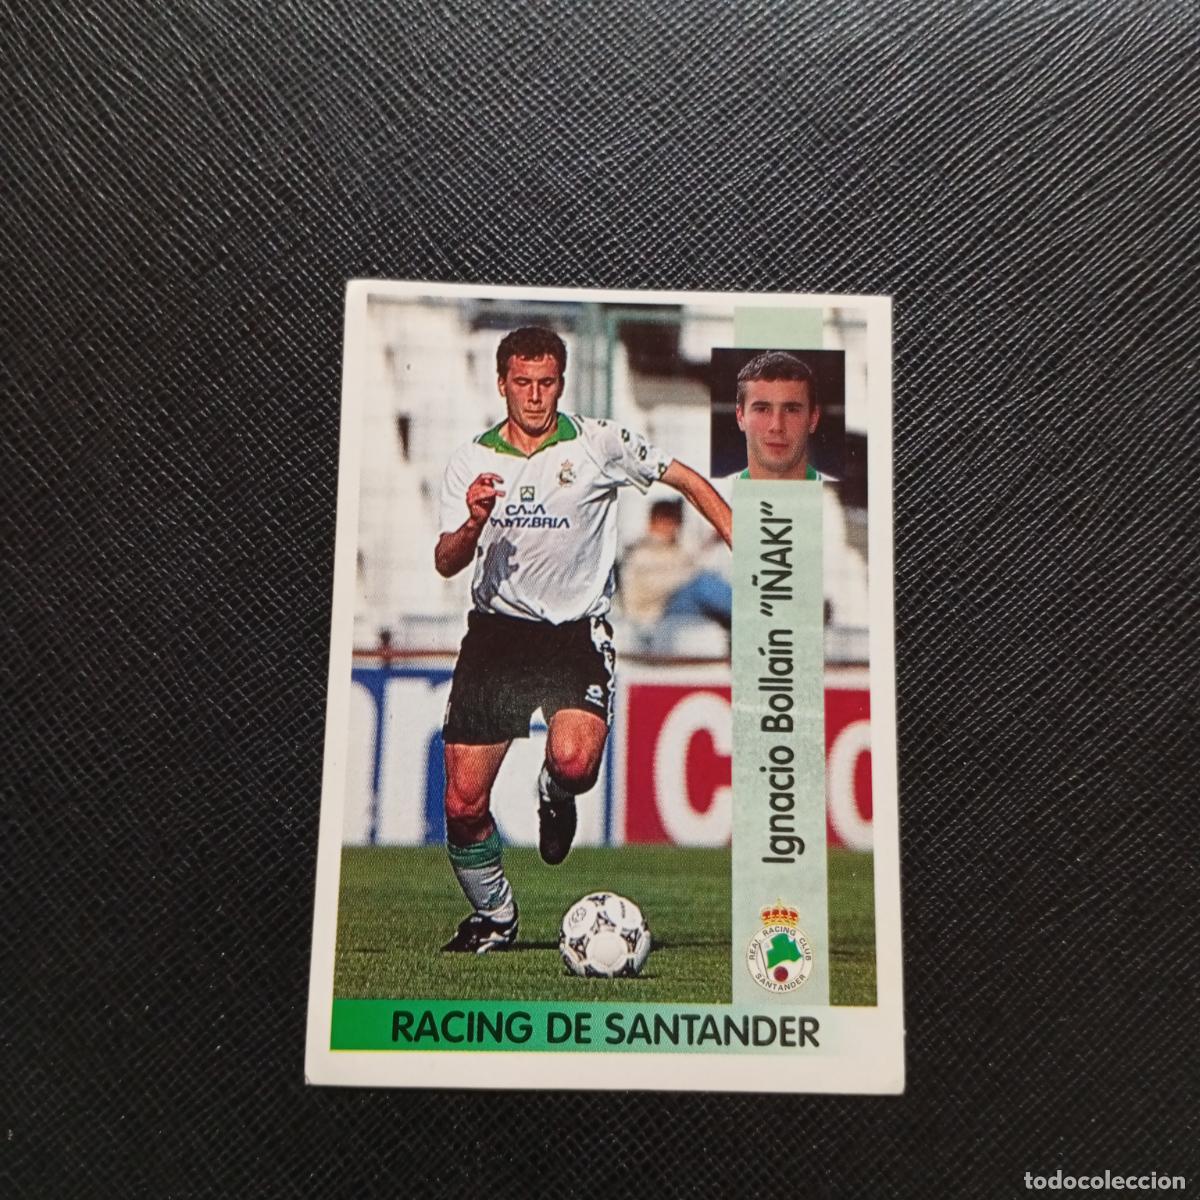 CAJA
CANTABRIA
Ignacio Bollaín "IÑAKI"
REAL RACING CLUB
SANTANDER
RACING DE SANTANDER
todocoleccion